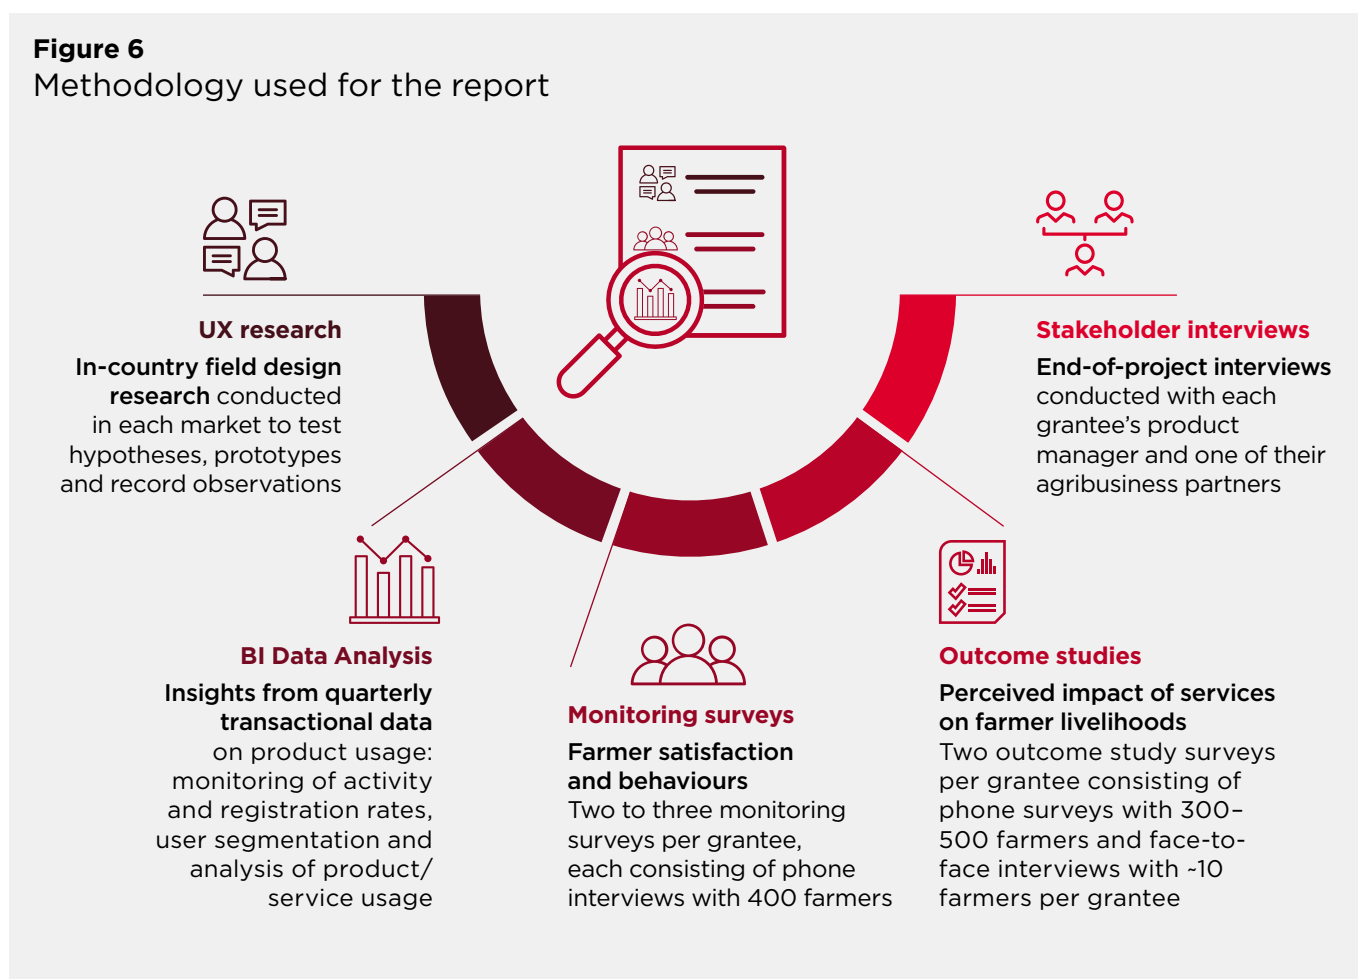 Figure 6
Methodology used for the report
UX research
In-country field design
research conducted
in each market to test
hypotheses, prototypes
and record observations
BI Data Analysis
Insights from quarterly
transactional data
on product usage:
monitoring of activity
and registration rates,
user segmentation and
analysis of product/
service usage
Monitoring surveys
Farmer satisfaction
and behaviours
Two to three monitoring
surveys per grantee,
each consisting of phone
interviews with 400 farmers
Outcome studies
Perceived impact of services
on farmer livelihoods
Two outcome study surveys
per grantee consisting of
phone surveys with 300–
500 farmers and face-to-
face interviews with ~10
farmers per grantee
Stakeholder interviews
End-of-project interviews
conducted with each
grantee's product
manager and one of their
agribusiness partners